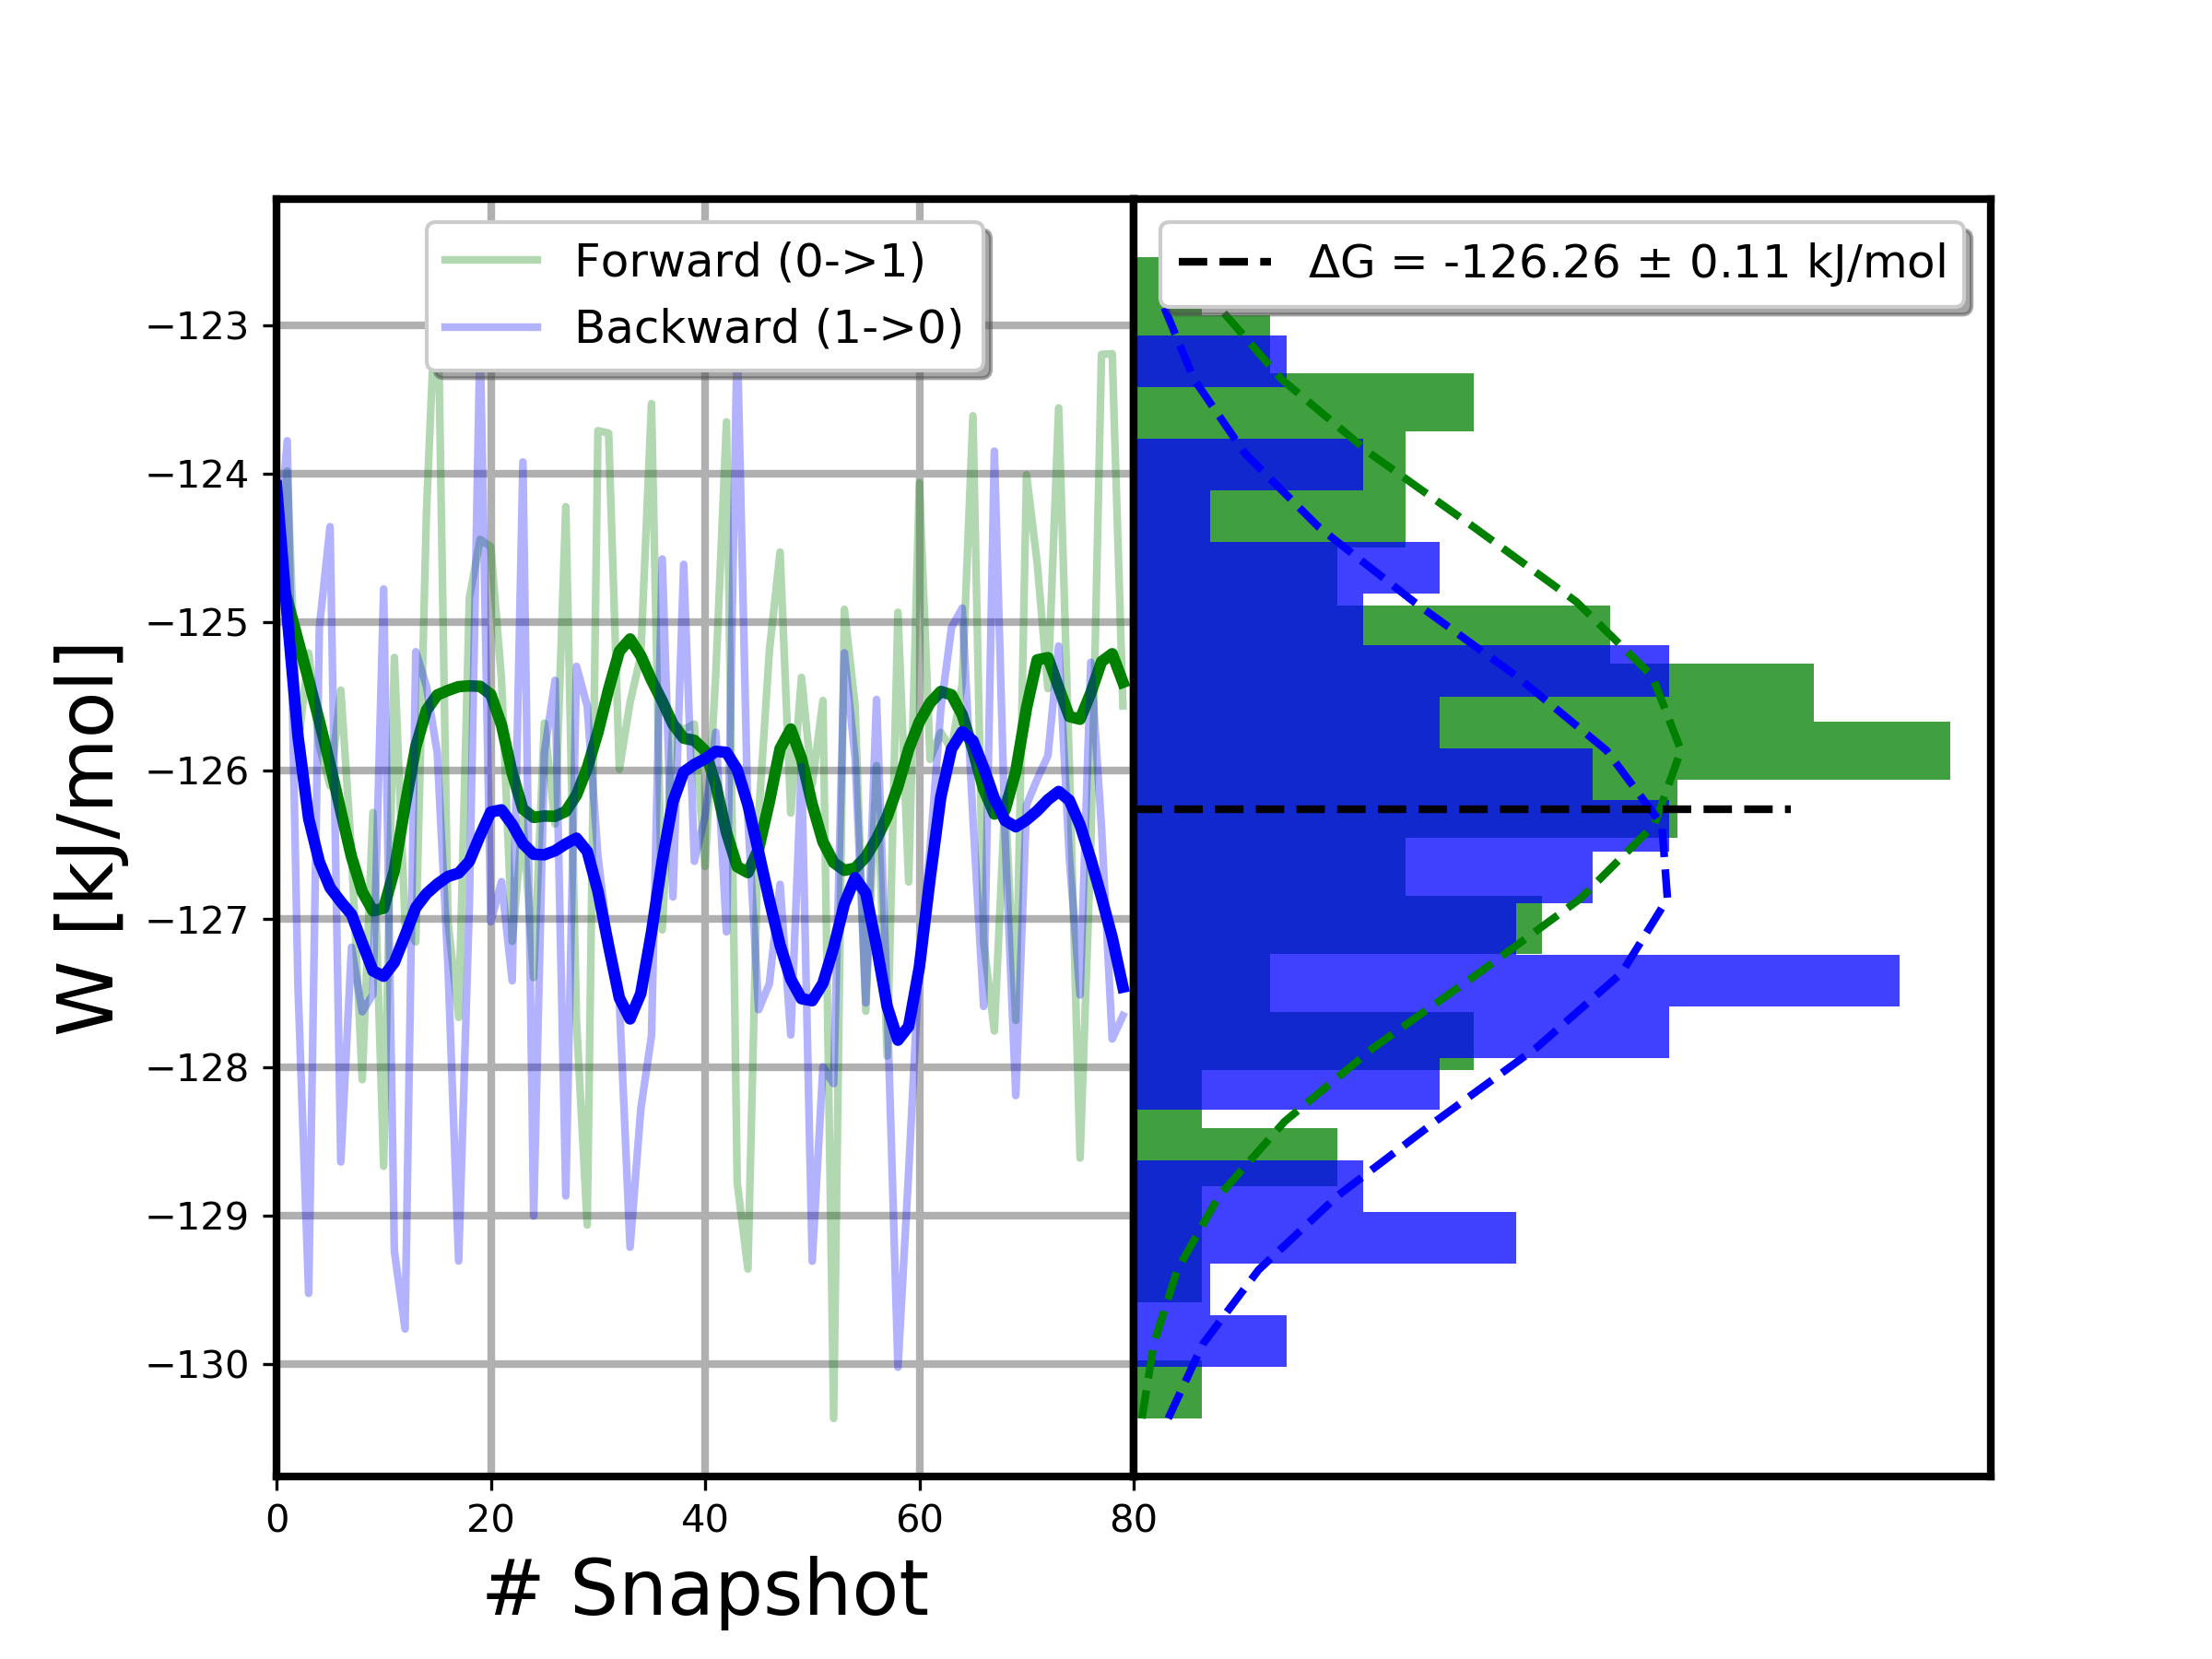 Forward (0->1)
Backward (1->0)
ΔG = -126.26 ± 0.11 kJ/mol
W [kJ/mol]
−123
−124
−125
−126
−127
−128
−129
−130
0 20 40 60 80
# Snapshot